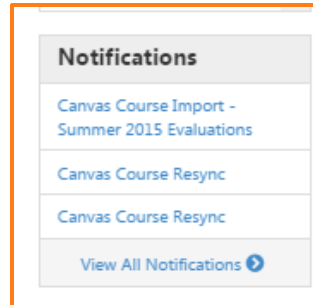 Notifications
Canvas Course Import -
Summer 2015 Evaluations
Canvas Course Resync
Canvas Course Resync
View All Notifications